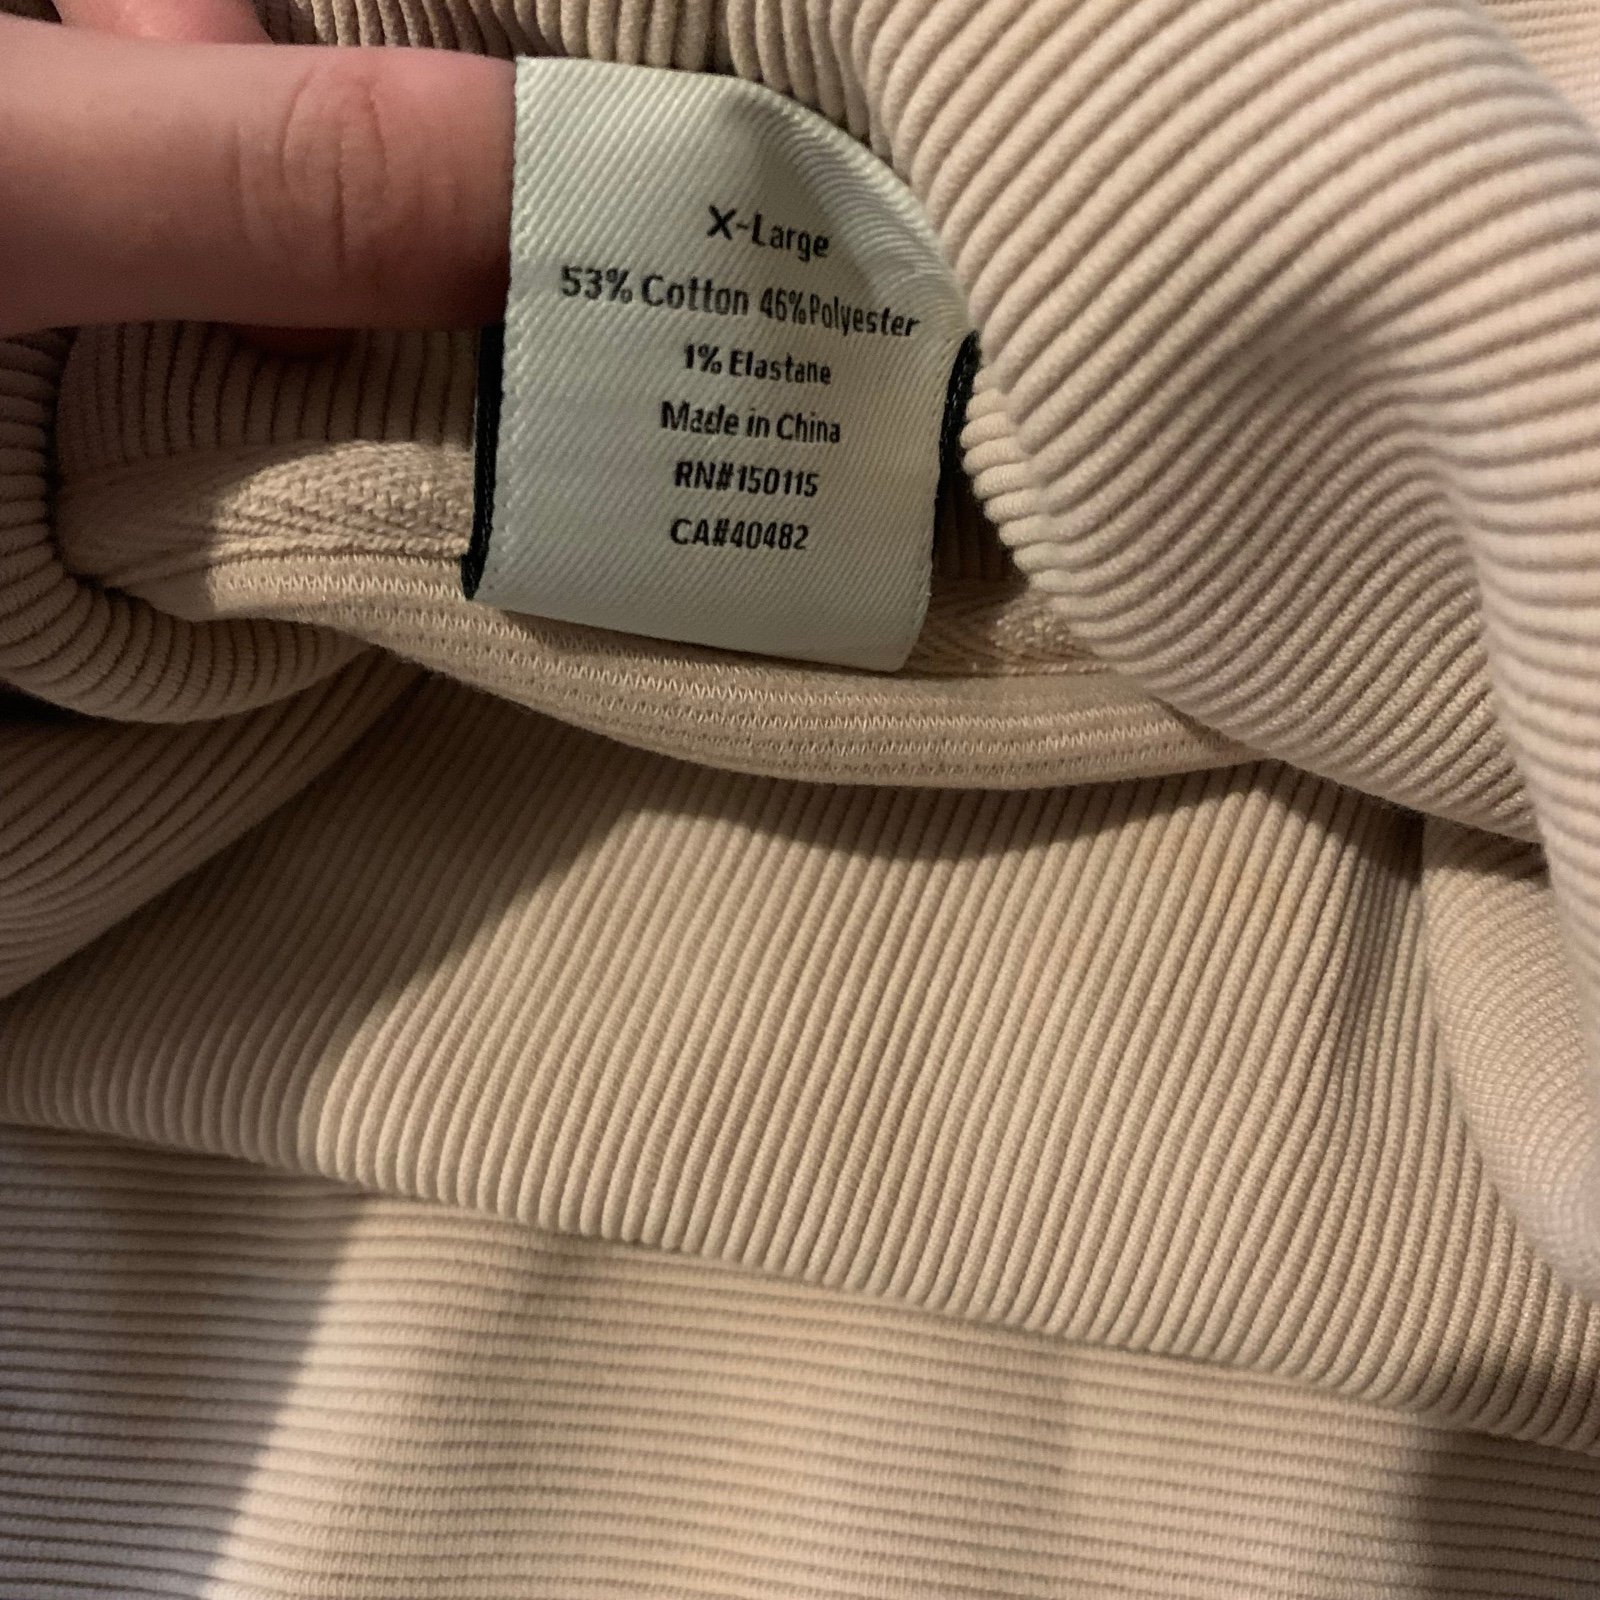 X-Large
53% Cotton 46%Polyester
1% Elastane
Made in China
RN#150115
CA#40482